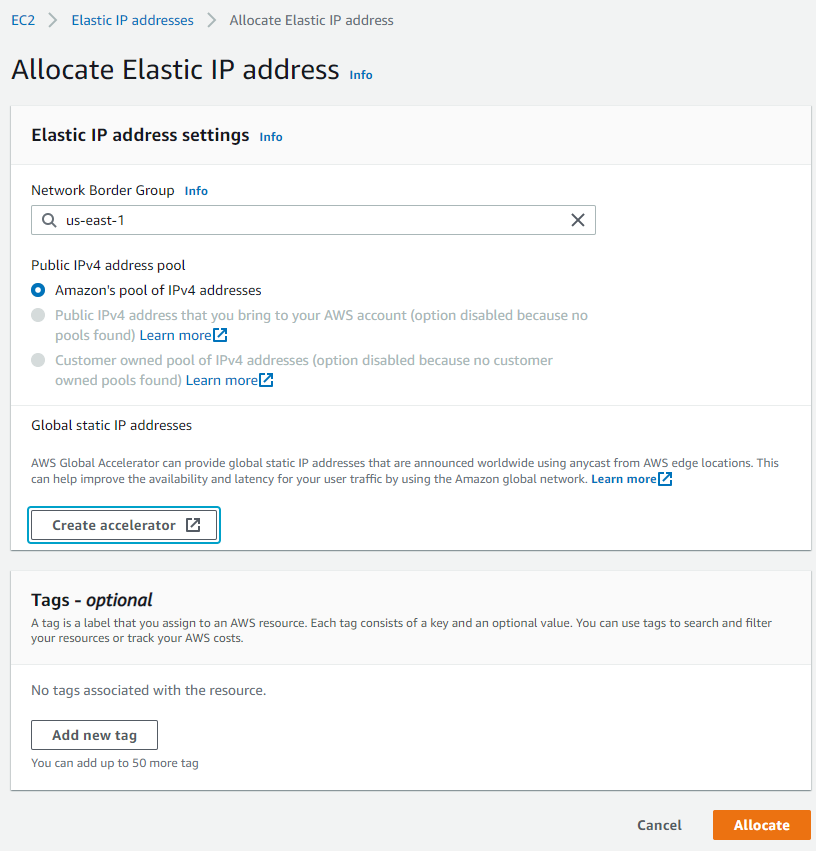 EC2 > Elastic IP addresses > Allocate Elastic IP address
Allocate Elastic IP address Info
Elastic IP address settings Info
Network Border Group Info
us-east-1
Public IPv4 address pool
Amazon's pool of IPv4 addresses
Public IPv4 address that you bring to your AWS account (option disabled because no
pools found) Learn more
Customer owned pool of IPv4 addresses (option disabled because no customer
owned pools found) Learn more
Global static IP addresses
AWS Global Accelerator can provide global static IP addresses that are announced worldwide using anycast from AWS edge locations. This
can help improve the availability and latency for your user traffic by using the Amazon global network. Learn more
Create accelerator
Tags - optional
A tag is a label that you assign to an AWS resource. Each tag consists of a key and an optional value. You can use tags to search and filter
your resources or track your AWS costs.
No tags associated with the resource.
Add new tag
You can add up to 50 more tag
Cancel Allocate